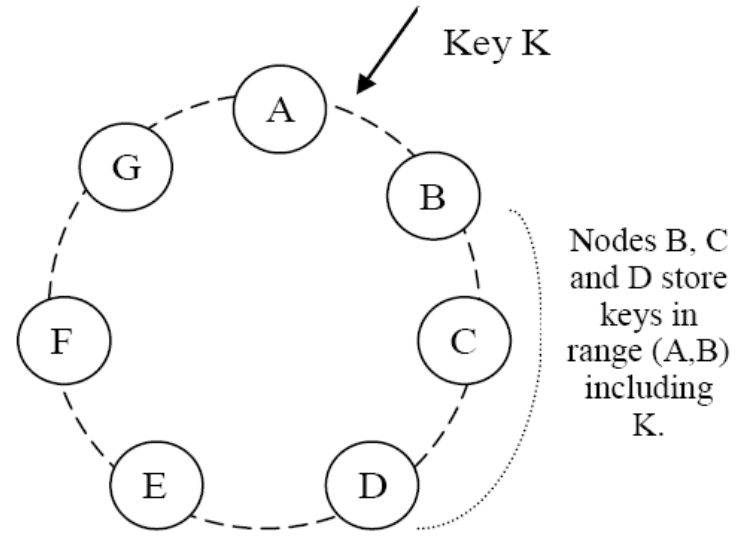 Key K
A
G
B
Nodes B, C
and D store
keys in
range (A,B)
including
K.
F
C
E
D